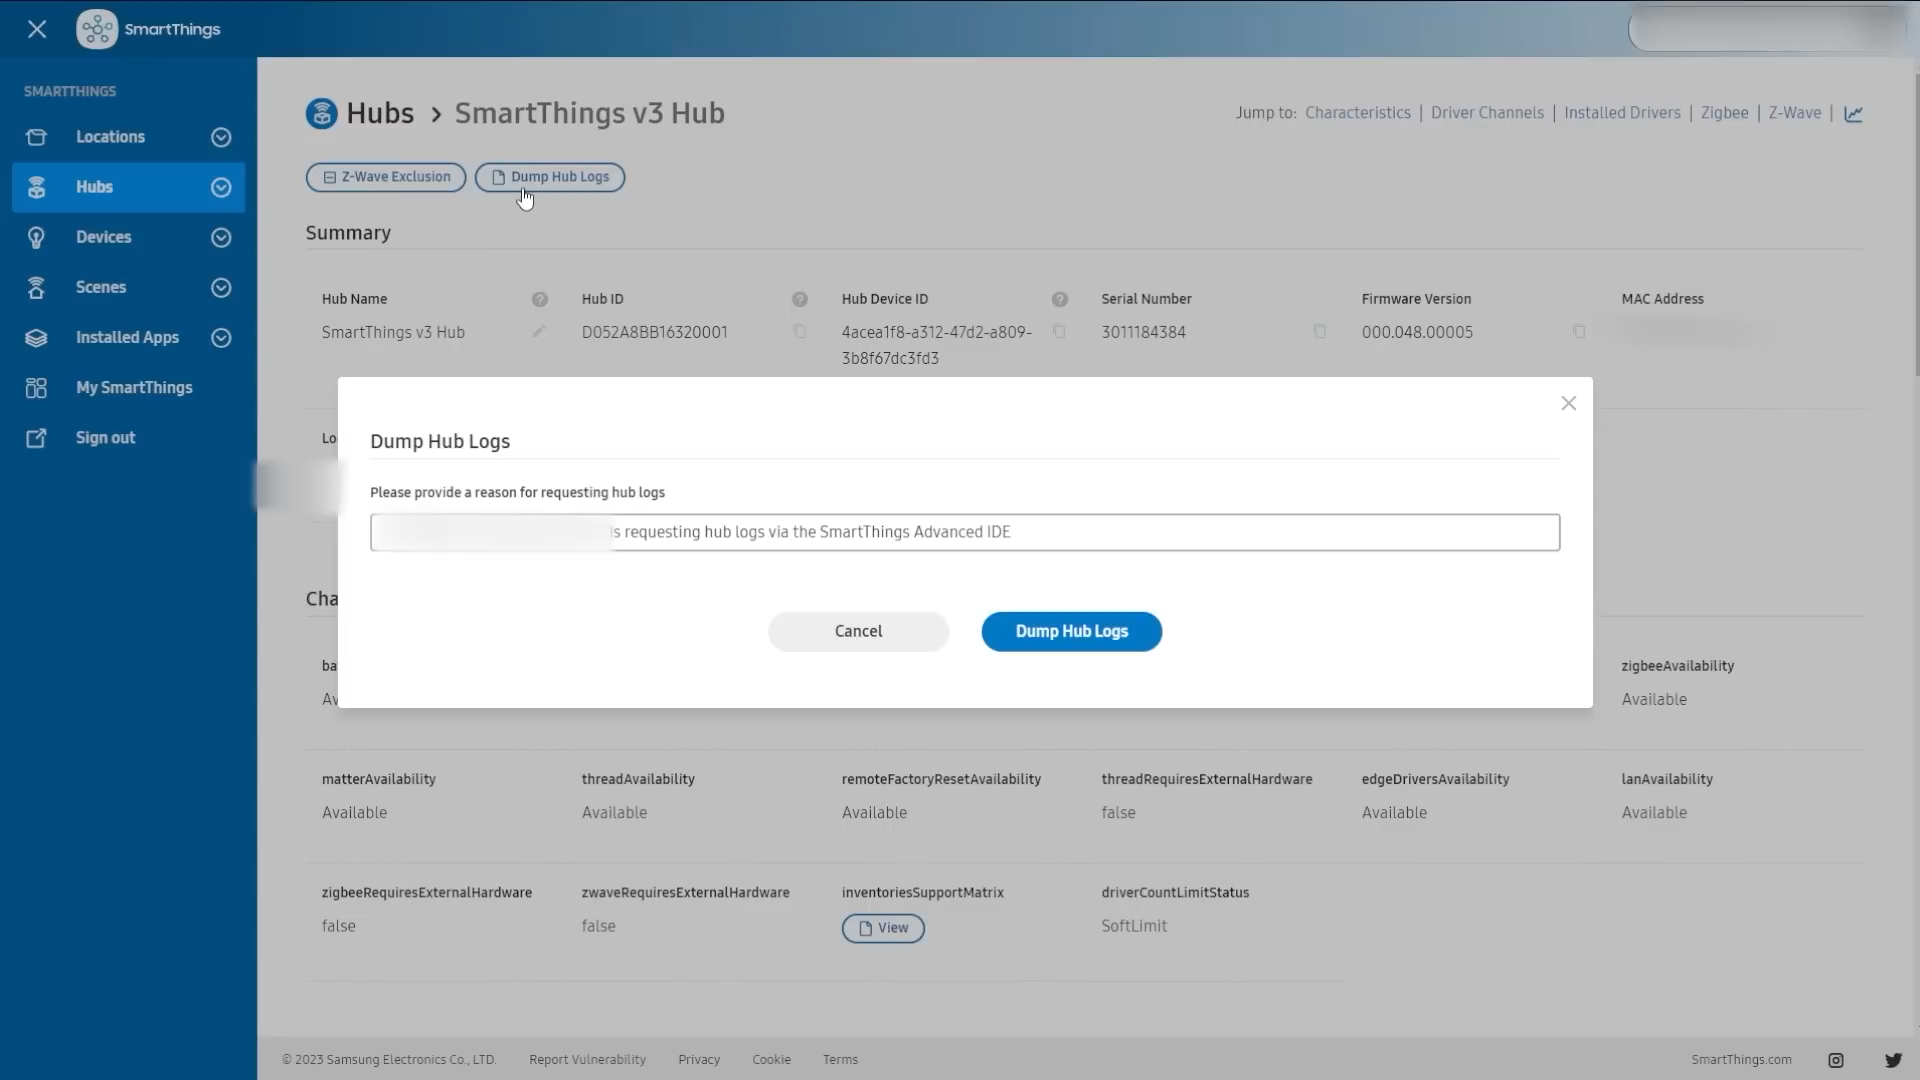 SmartThings
SMARTTHINGS
Locations
Hubs
Devices
Scenes
Installed Apps
My SmartThings
Sign out
Hubs > SmartThings v3 Hub
Jump to: Characteristics | Driver Channels | Installed Drivers | Zigbee | Z-Wave |
Z-Wave Exclusion
Dump Hub Logs
Summary
Hub Name
SmartThings v3 Hub
Hub ID
D052A8BB16320001
Hub Device ID
4acea1f8-a312-47d2-a809-
3b8f67dc3fd3
Serial Number
3011184384
Firmware Version
000.048.00005
MAC Address
Lo
Dump Hub Logs
Please provide a reason for requesting hub logs
is requesting hub logs via the SmartThings Advanced IDE
Cancel
Dump Hub Logs
Cha
ba
Av
zigbeeAvailability
Available
matterAvailability
Available
threadAvailability
Available
remoteFactoryResetAvailability
Available
threadRequiresExternalHardware
false
edgeDriversAvailability
Available
lanAvailability
Available
zigbeeRequiresExternalHardware
false
zwaveRequiresExternalHardware
false
inventoriesSupportMatrix
View
driverCountLimitStatus
SoftLimit
© 2023 Samsung Electronics Co., LTD.
Report Vulnerability
Privacy
Cookie
Terms
SmartThings.com